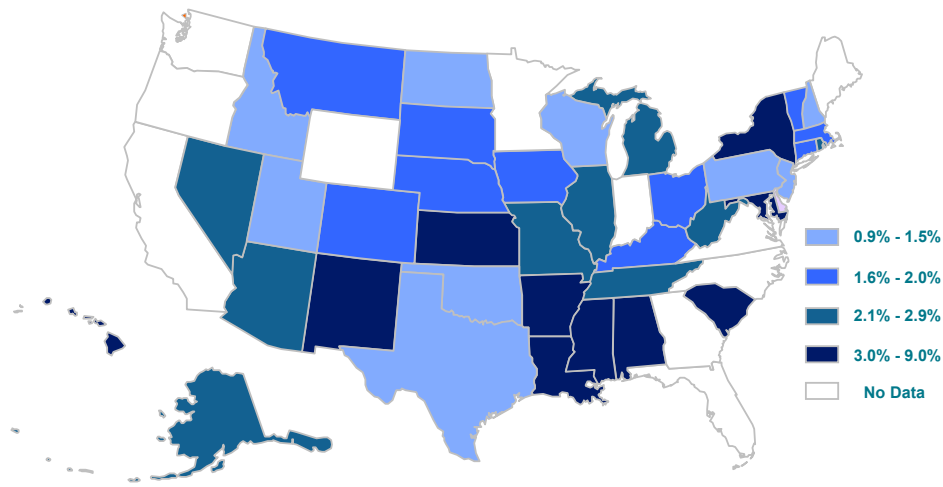 0.9% - 1.5%
1.6% - 2.0%
2.1% - 2.9%
3.0% - 9.0%
No Data